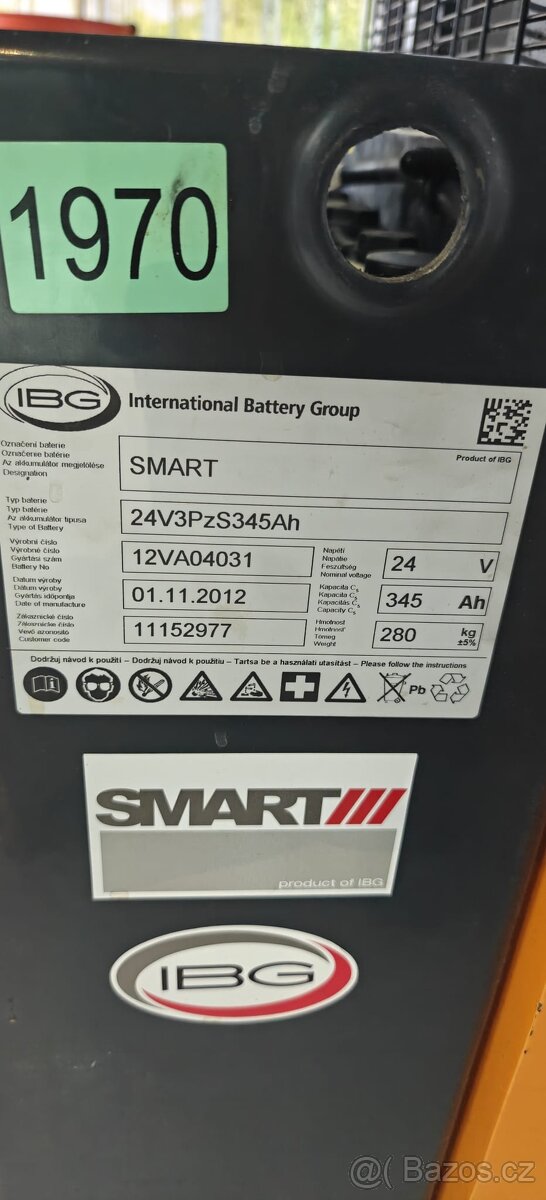 1970
IBG International Battery Group
Označení baterie
Označenie batérie
Az akkumulátor megjelölése
Designation
SMART
Product of IBG
Typ baterie
Typ batérie
Az akkumulátor típusa
Type of Battery
24V3PzS345Ah
Výrobní číslo
Výrobné číslo
Gyártási szám
Battery No
12VA04031
Napětí
Napätie
Feszültség
Nominal voltage
24 V
Datum výroby
Dátum výroby
Gyártás időpontja
Date of manufacture
01.11.2012
Kapacita C5
Kapacita C5
Kapacitás C5
Capacity C5
345 Ah
Zákaznické číslo
Zákaznícke číslo
Vevő azonosító
Customer code
11152977
Hmotnost
Hmotnosť
Tömeg
Weight
280 kg ±5%
Dodržuj návod k použití – Dodržuj návod k použitiu – Tartsa be a használati utasítást – Please follow the instructions
Pb
SMART
product of IBG
IBG
Bazos.cz